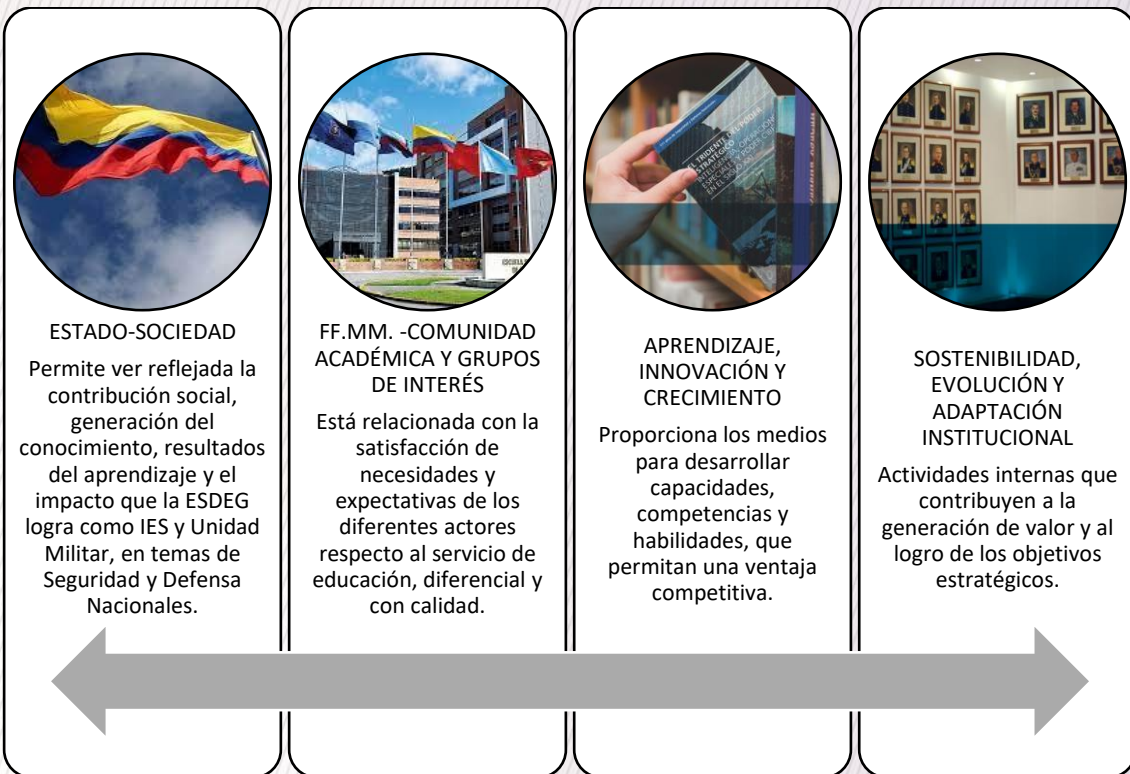 ESTADO-SOCIEDAD
Permite ver reflejada la
contribución social,
generación del
conocimiento, resultados
del aprendizaje y el
impacto que la ESDEG
logra como IES y Unidad
Militar, en temas de
Seguridad y Defensa
Nacionales.
ESCUELA
FF.MM. -COMUNIDAD
ACADÉMICA Y GRUPOS
DE INTERÉS
Está relacionada con la
satisfacción de
necesidades y
expectativas de los
diferentes actores
respecto al servicio de
educación, diferencial y
con calidad.
EL TRIDENTE
ESTRATÉGICO
APRENDIZAJE,
INNOVACIÓN Y
CRECIMIENTO
Proporciona los medios
para desarrollar
capacidades,
competencias y
habilidades, que
permitan una ventaja
competitiva.
SOSTENIBILIDAD,
EVOLUCIÓN Y
ADAPTACIÓN
INSTITUCIONAL
Actividades internas que
contribuyen a la
generación de valor y al
logro de los objetivos
estratégicos.